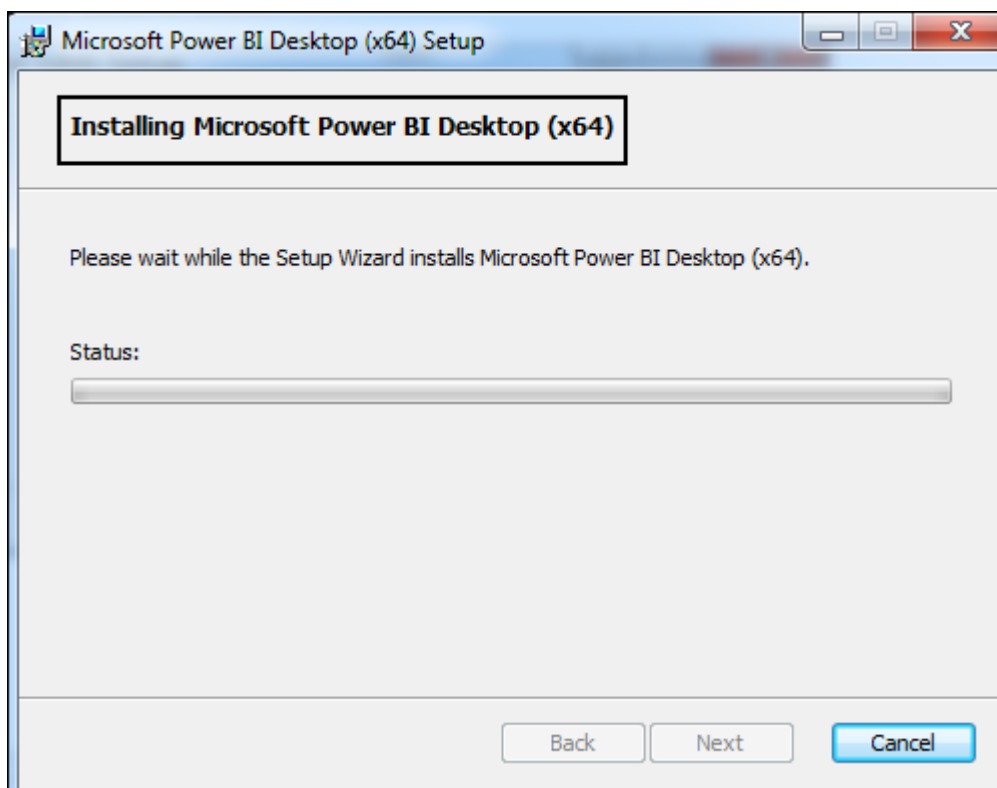 Microsoft Power BI Desktop (x64) Setup
Installing Microsoft Power BI Desktop (x64)
Please wait while the Setup Wizard installs Microsoft Power BI Desktop (x64).
Status:
Back
Next
Cancel